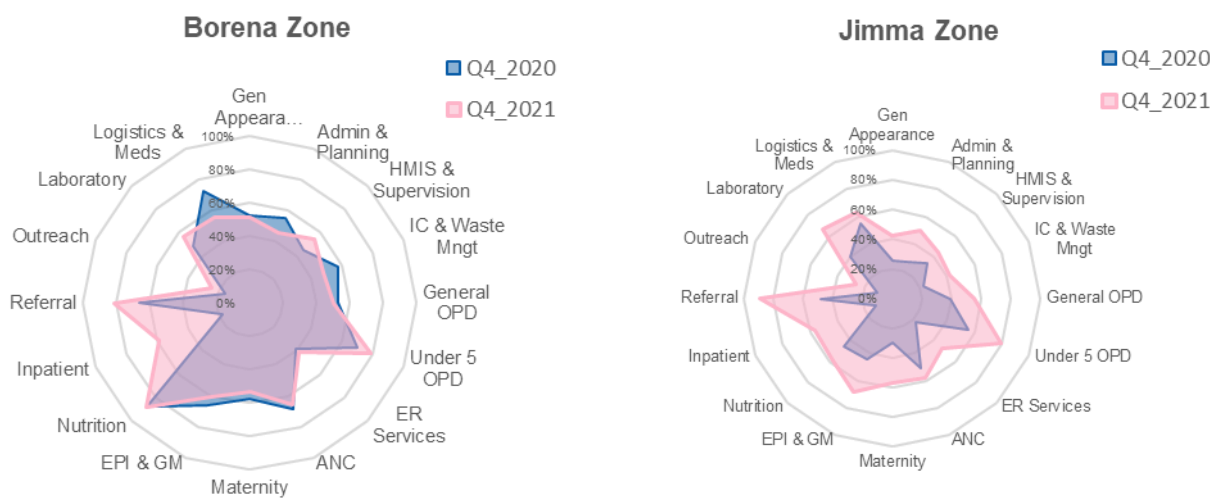 Borena Zone
Q4_2020
Q4_2021
Gen
Appeara...
Admin &
Planning
HMIS &
Supervision
IC & Waste
Mngt
General
OPD
Under 5
OPD
ER
Services
ANC
Maternity
EPI & GM
Nutrition
Inpatient
Referral
Outreach
Laboratory
Logistics &
Meds
100%
80%
60%
40%
20%
0%
Jimma Zone
Q4_2020
Q4_2021
Gen
Appearance
Admin &
Planning
HMIS &
Supervision
IC & Waste
Mngt
General OPD
Under 5 OPD
ER Services
ANC
Maternity
EPI & GM
Nutrition
Inpatient
Referral
Outreach
Laboratory
Logistics &
Meds
100%
80%
60%
40%
20%
0%